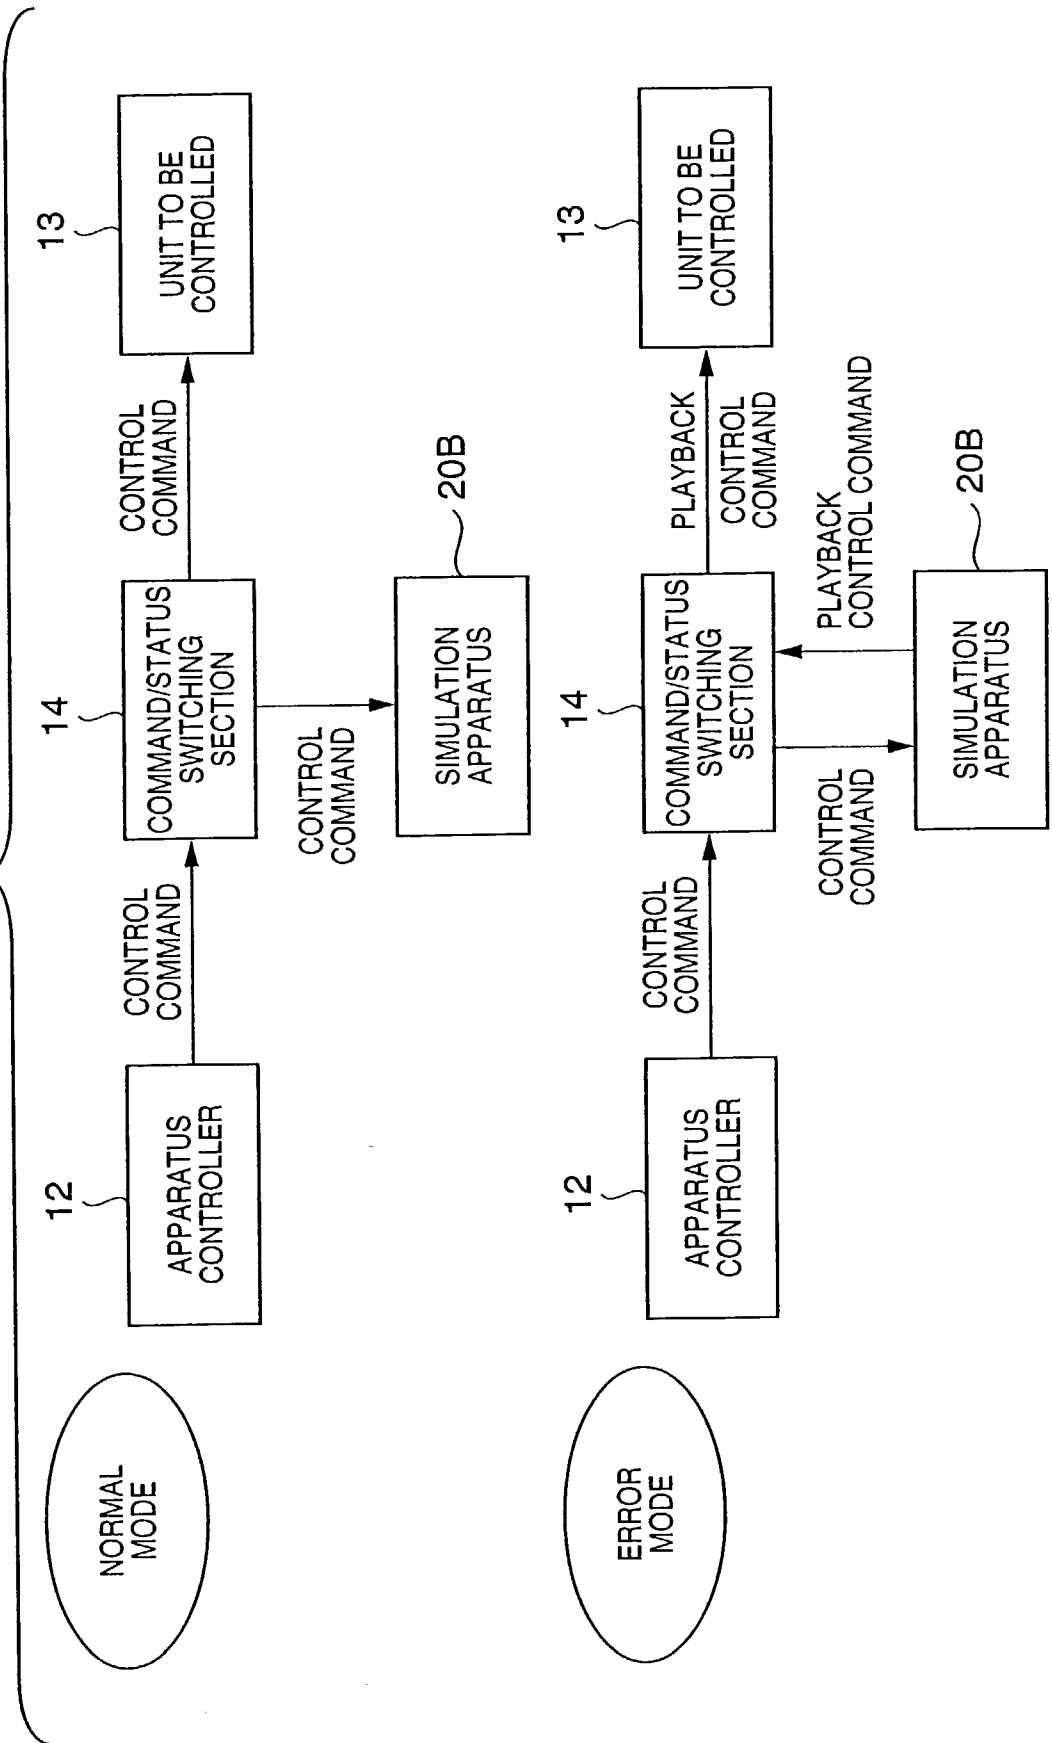 NORMAL
MODE
12
APPARATUS
CONTROLLER
CONTROL
COMMAND
14
COMMAND/STATUS
SWITCHING
SECTION
CONTROL
COMMAND
13
UNIT TO BE
CONTROLLED
CONTROL
COMMAND
SIMULATION
APPARATUS
20B
ERROR
MODE
12
APPARATUS
CONTROLLER
CONTROL
COMMAND
14
COMMAND/STATUS
SWITCHING
SECTION
PLAYBACK
CONTROL
COMMAND
13
UNIT TO BE
CONTROLLED
CONTROL
COMMAND
PLAYBACK
CONTROL COMMAND
SIMULATION
APPARATUS
20B